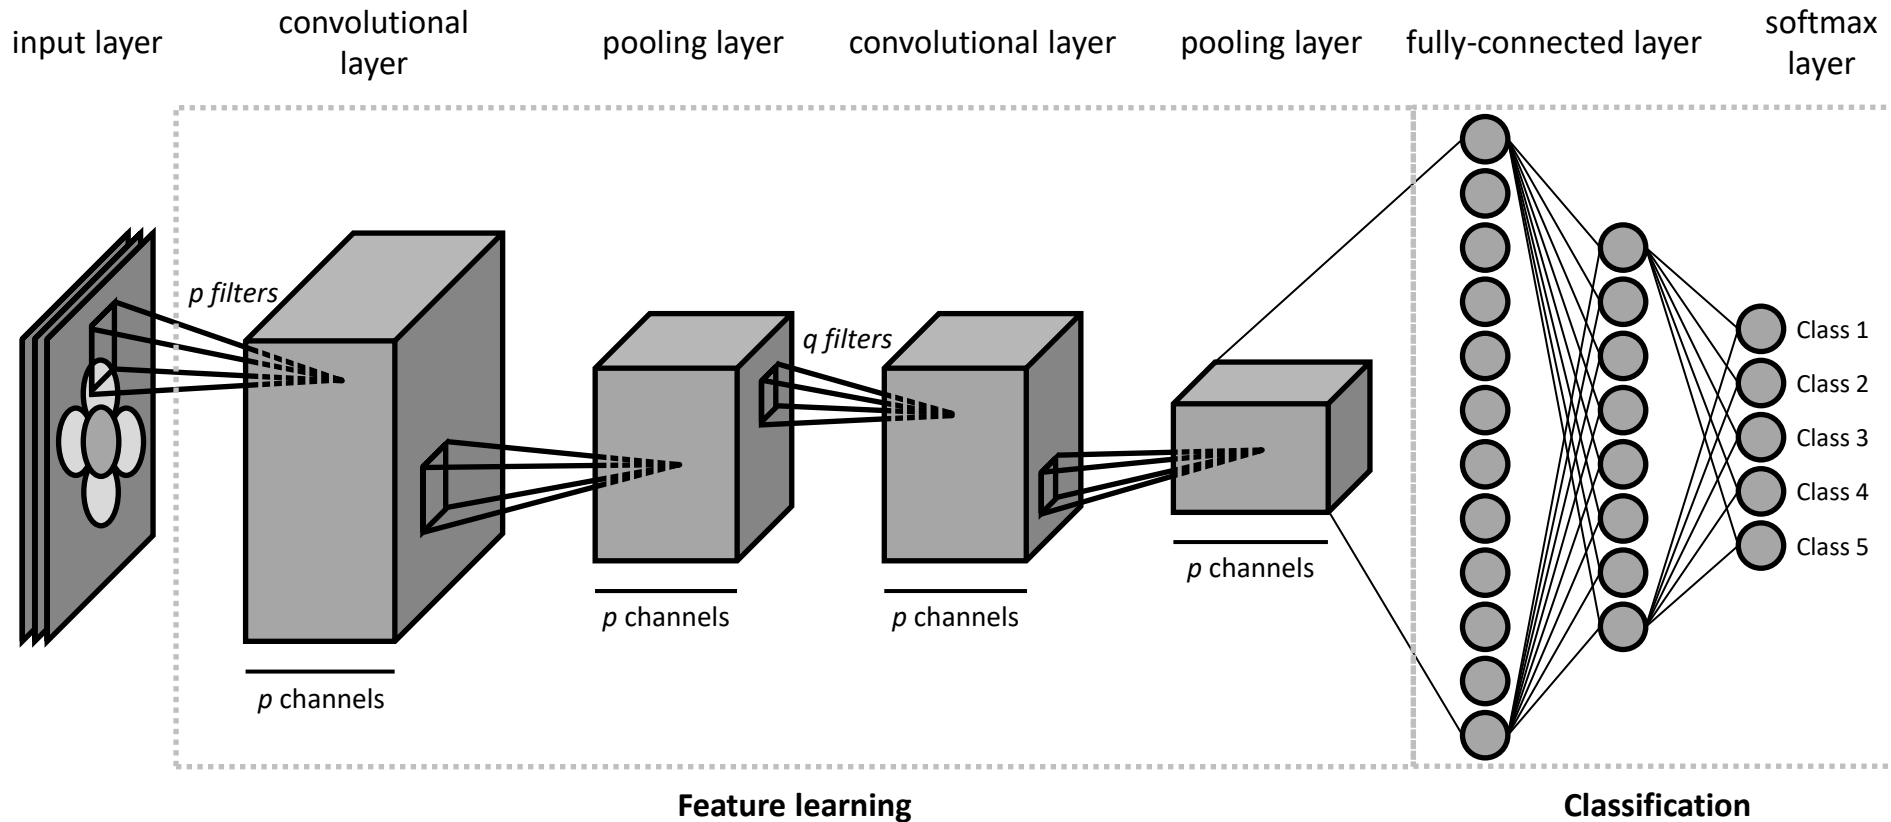 input layer
convolutional
layer
pooling layer
convolutional layer
pooling layer
fully-connected layer
softmax
layer
p filters
q filters
p channels
p channels
p channels
p channels
Class 1
Class 2
Class 3
Class 4
Class 5
Feature learning
Classification